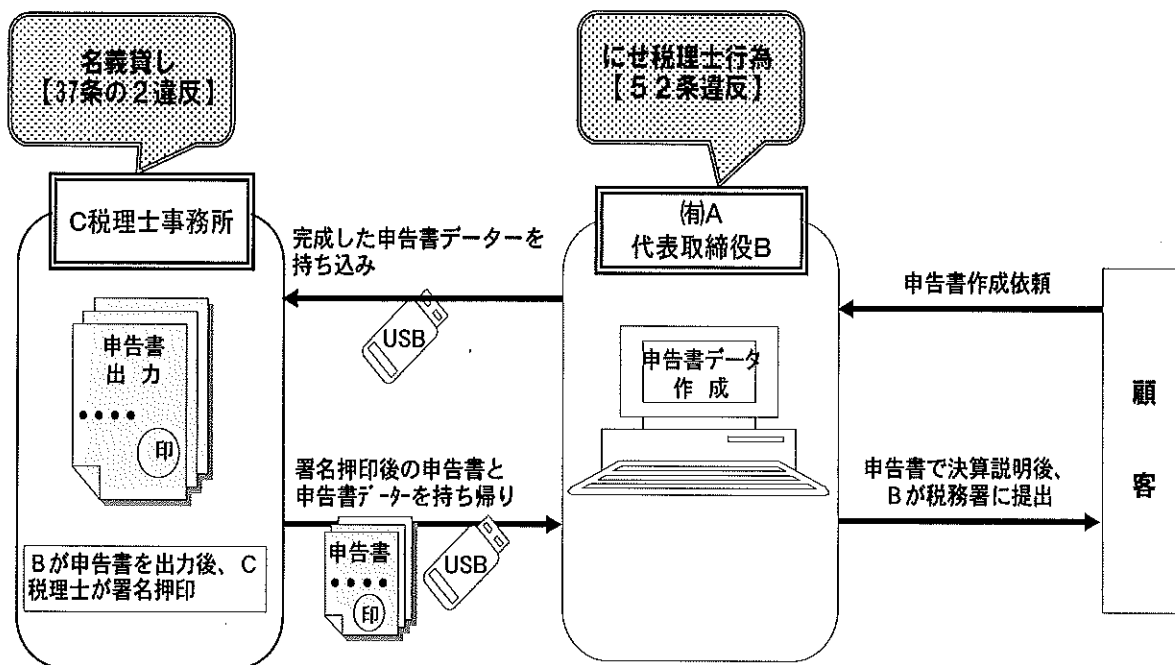 名義貸し
【37条の2違反】
にせ税理士行為
【52条違反】
C税理士事務所
㈲A
代表取締役B
完成した申告書データーを
持ち込み
USB
申告書作成依頼
申告書
出 力
印
申告書データ
作 成
顧
客
署名押印後の申告書と
申告書ﾃﾞｰﾀｰを持ち帰り
申告書
印
USB
申告書で決算説明後、
Bが税務署に提出
Bが申告書を出力後、C
税理士が署名押印